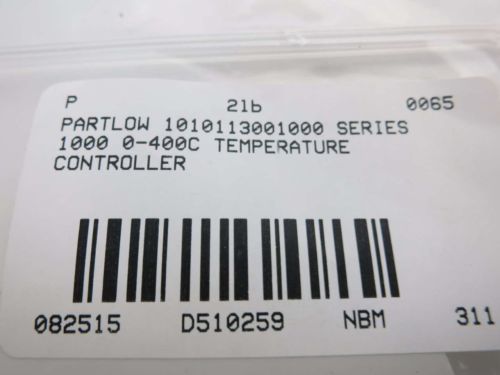 P 21b 0065
PARTLOW 1010113001000 SERIES
1000 0-400C TEMPERATURE
CONTROLLER
082515 D510259 NBM 311